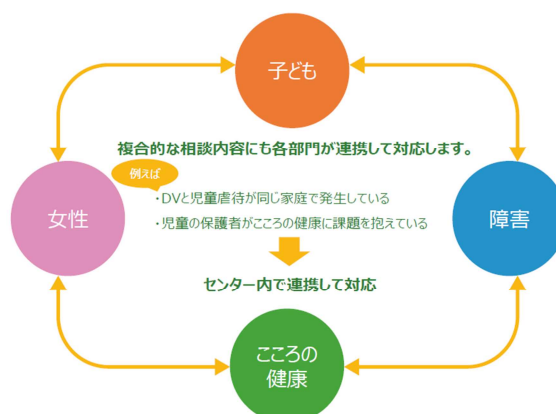 子ども
複合的な相談内容にも各部門が連携して対応します。
例えば
・DVと児童虐待が同じ家庭で発生している
・児童の保護者がこころの健康に課題を抱えている
女性
障害
センター内で連携して対応
こころの
健康